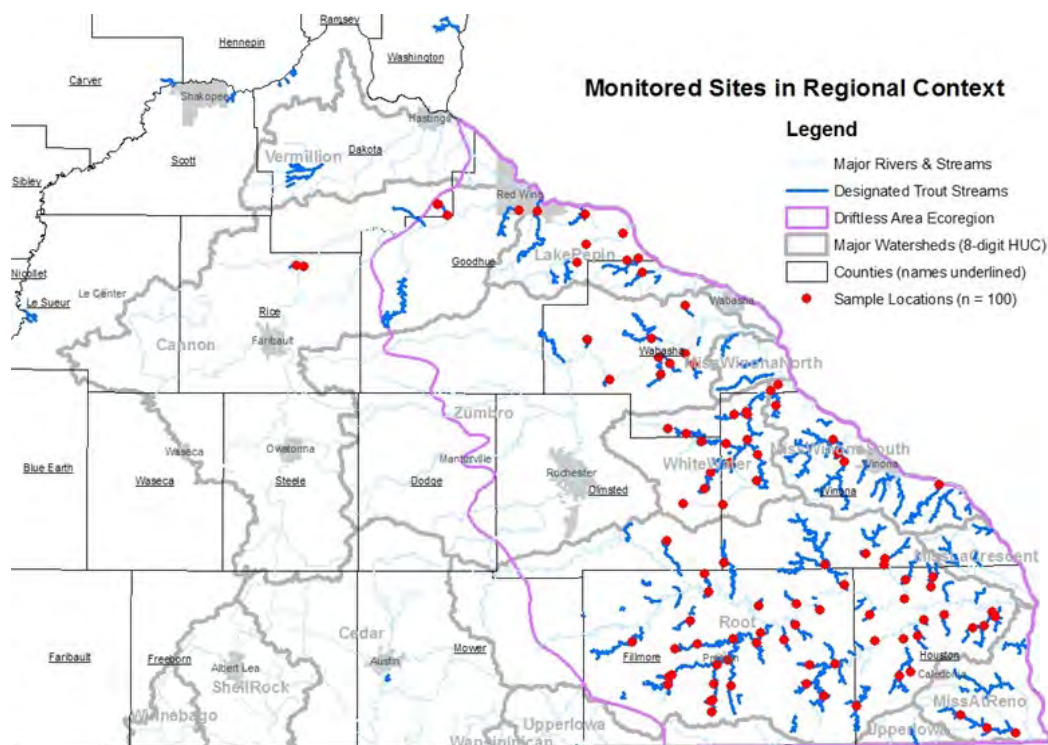 Ramsey
Hennepin
Washington
Carver
Shakopee
Monitored Sites in Regional Context
Legend
Major Rivers & Streams
Designated Trout Streams
Driftless Area Ecoregion
Major Watersheds (8-digit HUC)
Counties (names underlined)
Sample Locations (n = 100)
Hastings
Dakota
Vermillion
Scott
Sibley
Red Wing
LakePepin
Goodhue
Nicollet
Le Sueur
Le Center
Rice
Faribault
Cannon
Wabasha
Wabasha
MissWinonaNorth
Zumbro
MissWinonaSouth
Winona
Winona
Waseca
Owatonna
Mantorville
Rochester
WhiteWater
Blue Earth
Waseca
Steele
Dodge
Olmsted
MissLaCrescent
Root
Cedar
Faribault
Freeborn
Albert Lea
ShellRock
Austin
Mower
Fillmore
Preston
Houston
Caledonia
MissAtReno
Winnebago
UpperIowa
UpperIowa
Wapsipinican